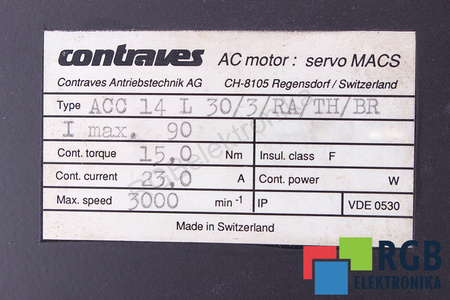 contraves AC motor: servo MACS
Contraves Antriebstechnik AG CH-8105 Regensdorf / Switzerland
Type ACC 14 L 30/3/RA/TH/BR
I max. 90
Cont. torque 15,0 Nm Insul. class F
Cont. current 23,0 A Cont. power W
Max. speed 3000 min⁻¹ IP VDE 0530
Made in Switzerland
RGB
ELEKTRONIKA